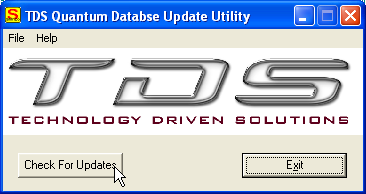 TDS Quantum Databse Update Utility
File Help
TDS
TECHNOLOGY DRIVEN SOLUTIONS
Check For Updates Exit